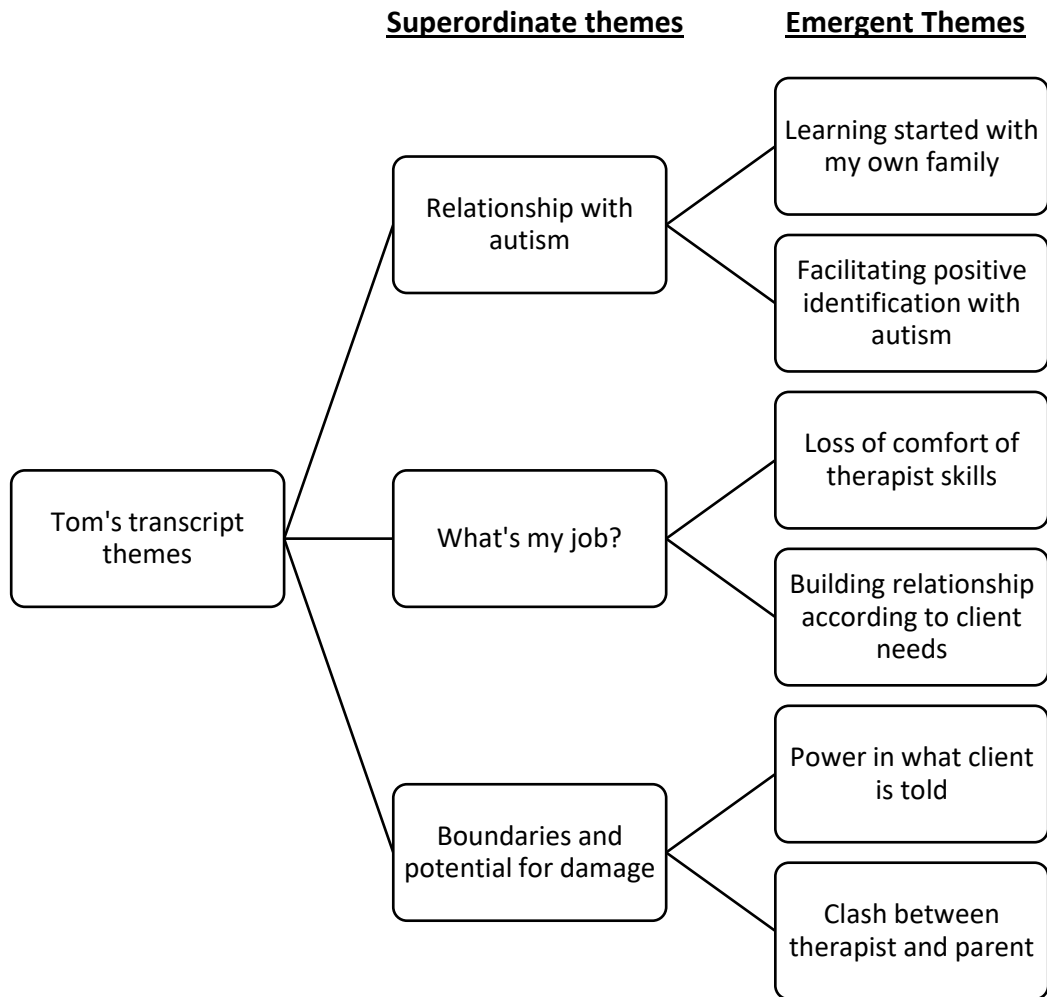 Superordinate themes
Emergent Themes
Tom's transcript
themes
Relationship with
autism
Learning started with
my own family
Facilitating positive
identification with
autism
What's my job?
Loss of comfort of
therapist skills
Building relationship
according to client
needs
Boundaries and
potential for damage
Power in what client
is told
Clash between
therapist and parent